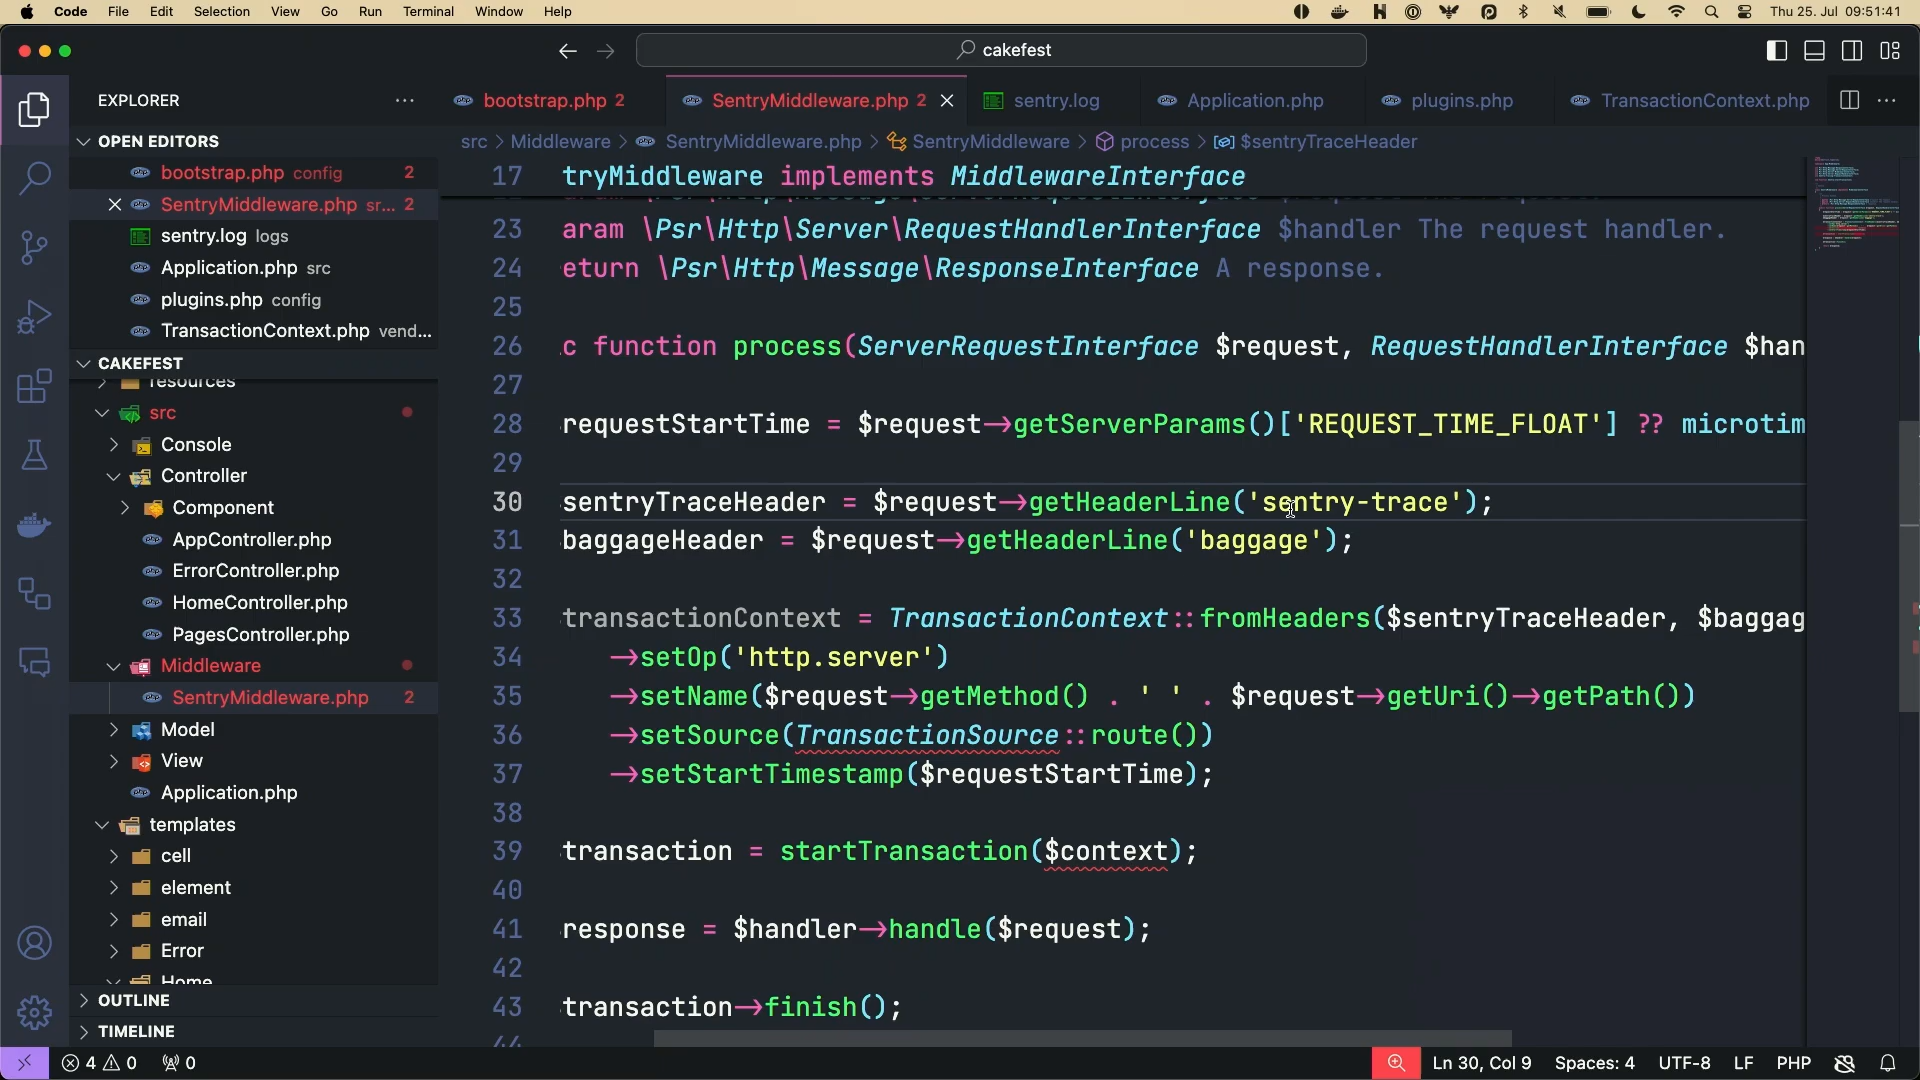 Code File Edit Selection View Go Run Terminal Window Help Thu 25. Jul 09:51:41
cakefest
EXPLORER
bootstrap.php 2 SentryMiddleware.php 2 sentry.log Application.php plugins.php TransactionContext.php
OPEN EDITORS
bootstrap.php config 2
SentryMiddleware.php sr... 2
sentry.log logs
Application.php src
plugins.php config
TransactionContext.php vend...
CAKEFEST
resources
src
Console
Controller
Component
AppController.php
ErrorController.php
HomeController.php
PagesController.php
Middleware
SentryMiddleware.php 2
Model
View
Application.php
templates
cell
element
email
Error
Home
OUTLINE
TIMELINE
src > Middleware > SentryMiddleware.php > SentryMiddleware > process > $sentryTraceHeader
17 tryMiddleware implements MiddlewareInterface
23 aram \Psr\Http\Server\RequestHandlerInterface $handler The request handler.
24 eturn \Psr\Http\Message\ResponseInterface A response.
25
26 c function process(ServerRequestInterface $request, RequestHandlerInterface $han
27
28 requestStartTime = $request->getServerParams()['REQUEST_TIME_FLOAT'] ?? microtim
29
30 sentryTraceHeader = $request->getHeaderLine('sentry-trace');
31 baggageHeader = $request->getHeaderLine('baggage');
32
33 transactionContext = TransactionContext::fromHeaders($sentryTraceHeader, $baggag
34 ->setOp('http.server')
35 ->setName($request->getMethod() . ' ' . $request->getUri()->getPath())
36 ->setSource(TransactionSource::route())
37 ->setStartTimestamp($requestStartTime);
38
39 transaction = startTransaction($context);
40
41 response = $handler->handle($request);
42
43 transaction->finish();
44
4 0 0 Ln 30, Col 9 Spaces: 4 UTF-8 LF PHP